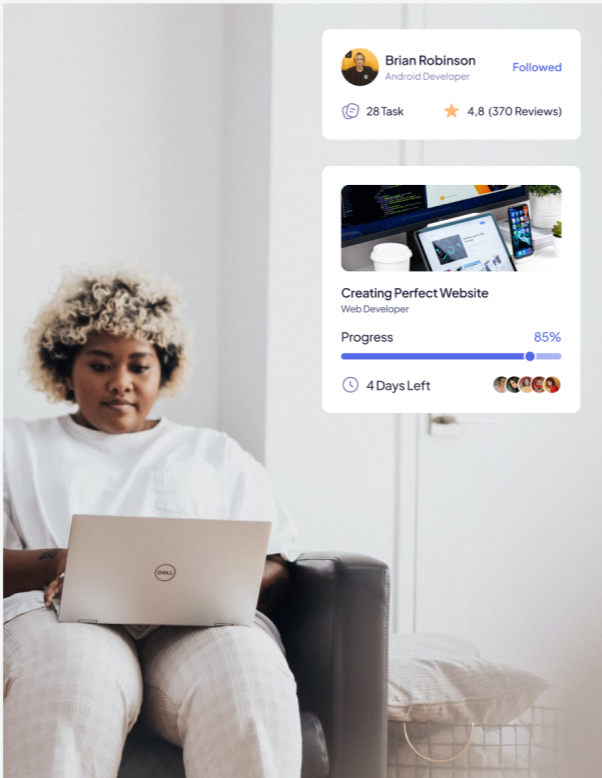 Brian Robinson
Followed
Android Developer
28 Task
4,8 (370 Reviews)
Creating Perfect Website
Web Developer
Progress
85%
4 Days Left
DELL